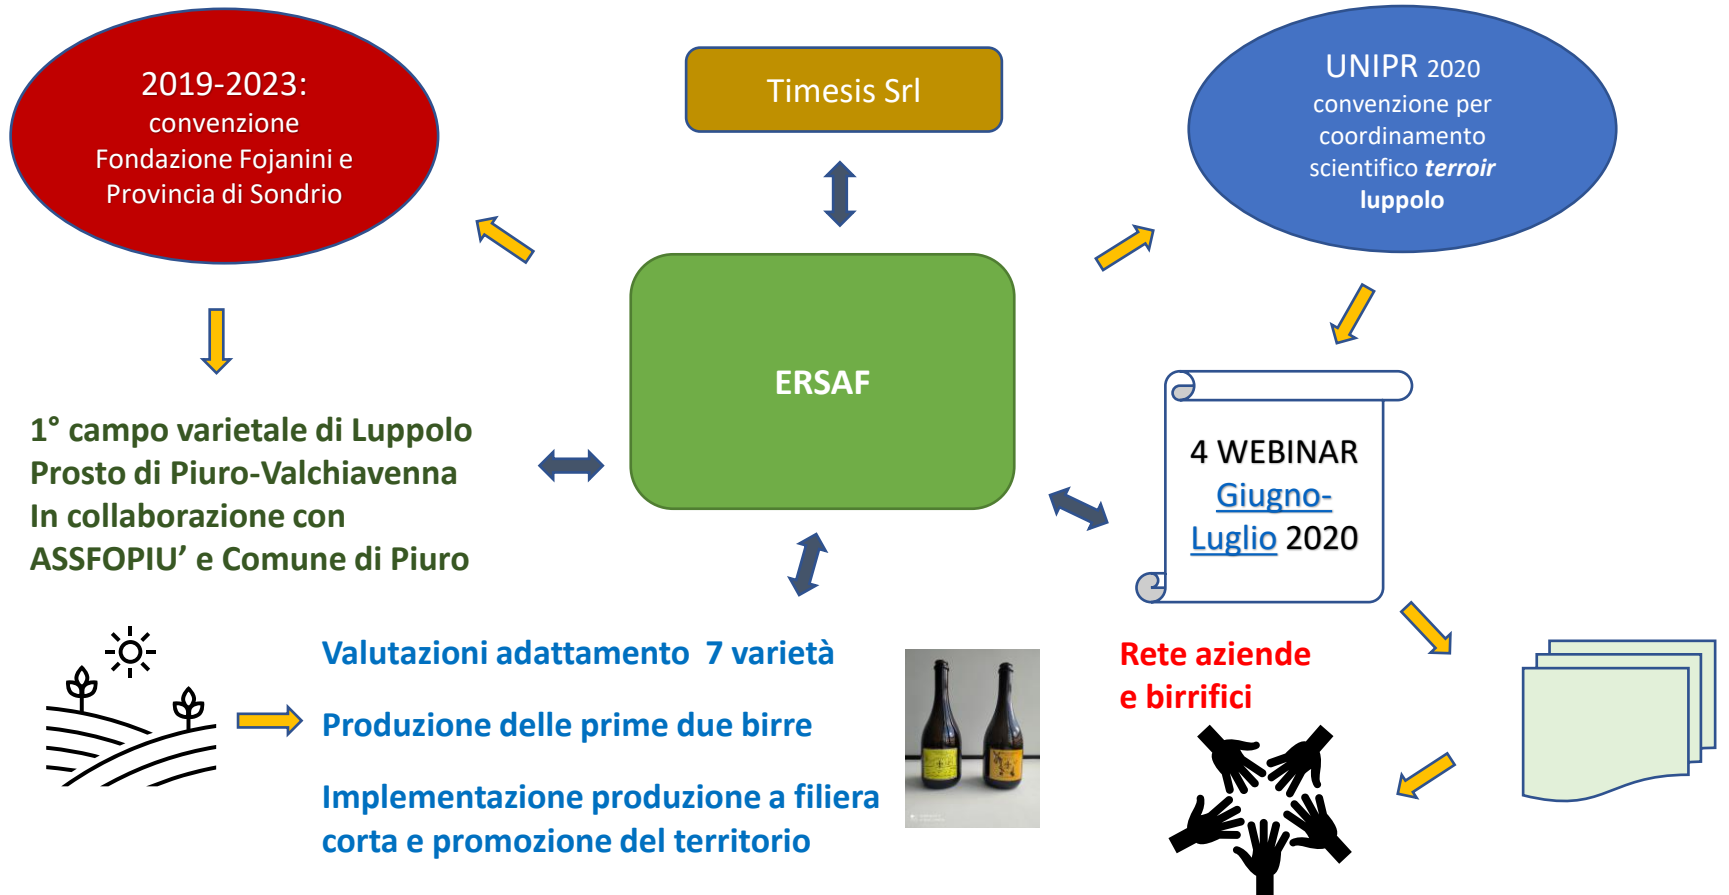 2019-2023:
convenzione
Fondazione Fojanini e
Provincia di Sondrio
Timesis Srl
UNIPR 2020
convenzione per
coordinamento
scientifico terroir
luppolo
ERSAF
1° campo varietale di Luppolo
Prosto di Piuro-Valchiavenna
In collaborazione con
ASSFOPIU’ e Comune di Piuro
4 WEBINAR
Giugno-
Luglio 2020
Valutazioni adattamento 7 varietà
Produzione delle prime due birre
Implementazione produzione a filiera
corta e promozione del territorio
Rete aziende
e birrifici